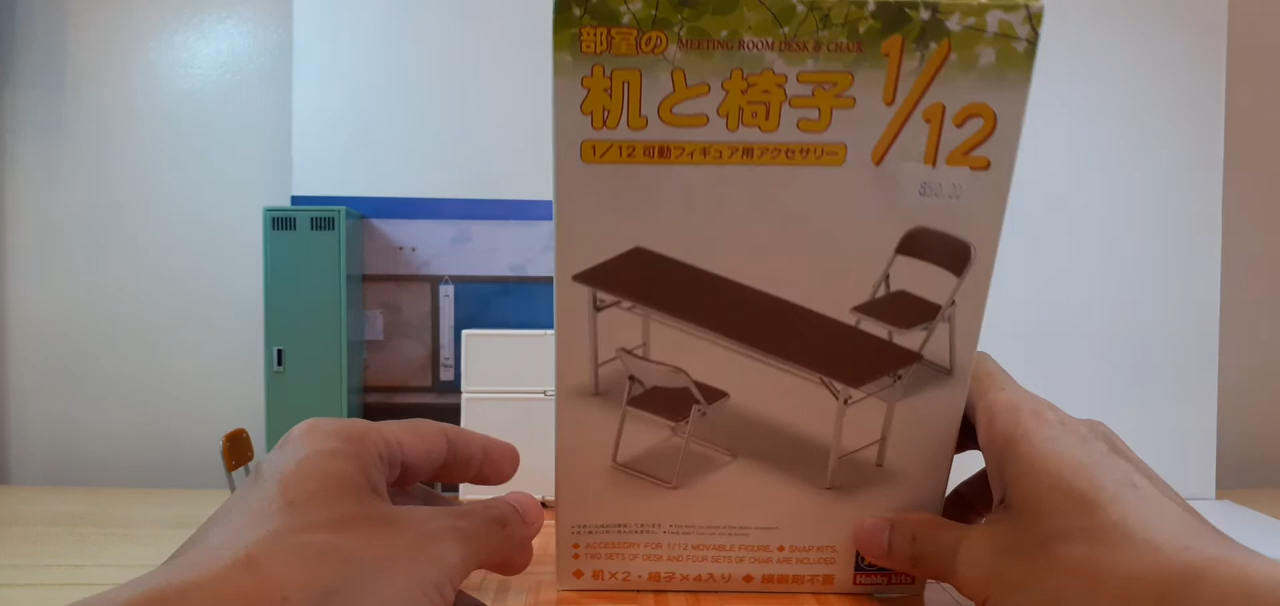 部室の MEETING ROOM DESK & CHAIR
机と椅子 1/12
1/12 可動フィギュア用アクセサリー
850.00
◆ ACCESSORY FOR 1/12 MOVABLE FIGURE. ◆ SNAP KITS.
◆ TWO SETS OF DESK AND FOUR SETS OF CHAIR ARE INCLUDED.
◆ 机×2・椅子×4入り ◆ 接着剤不要
Hobby kits